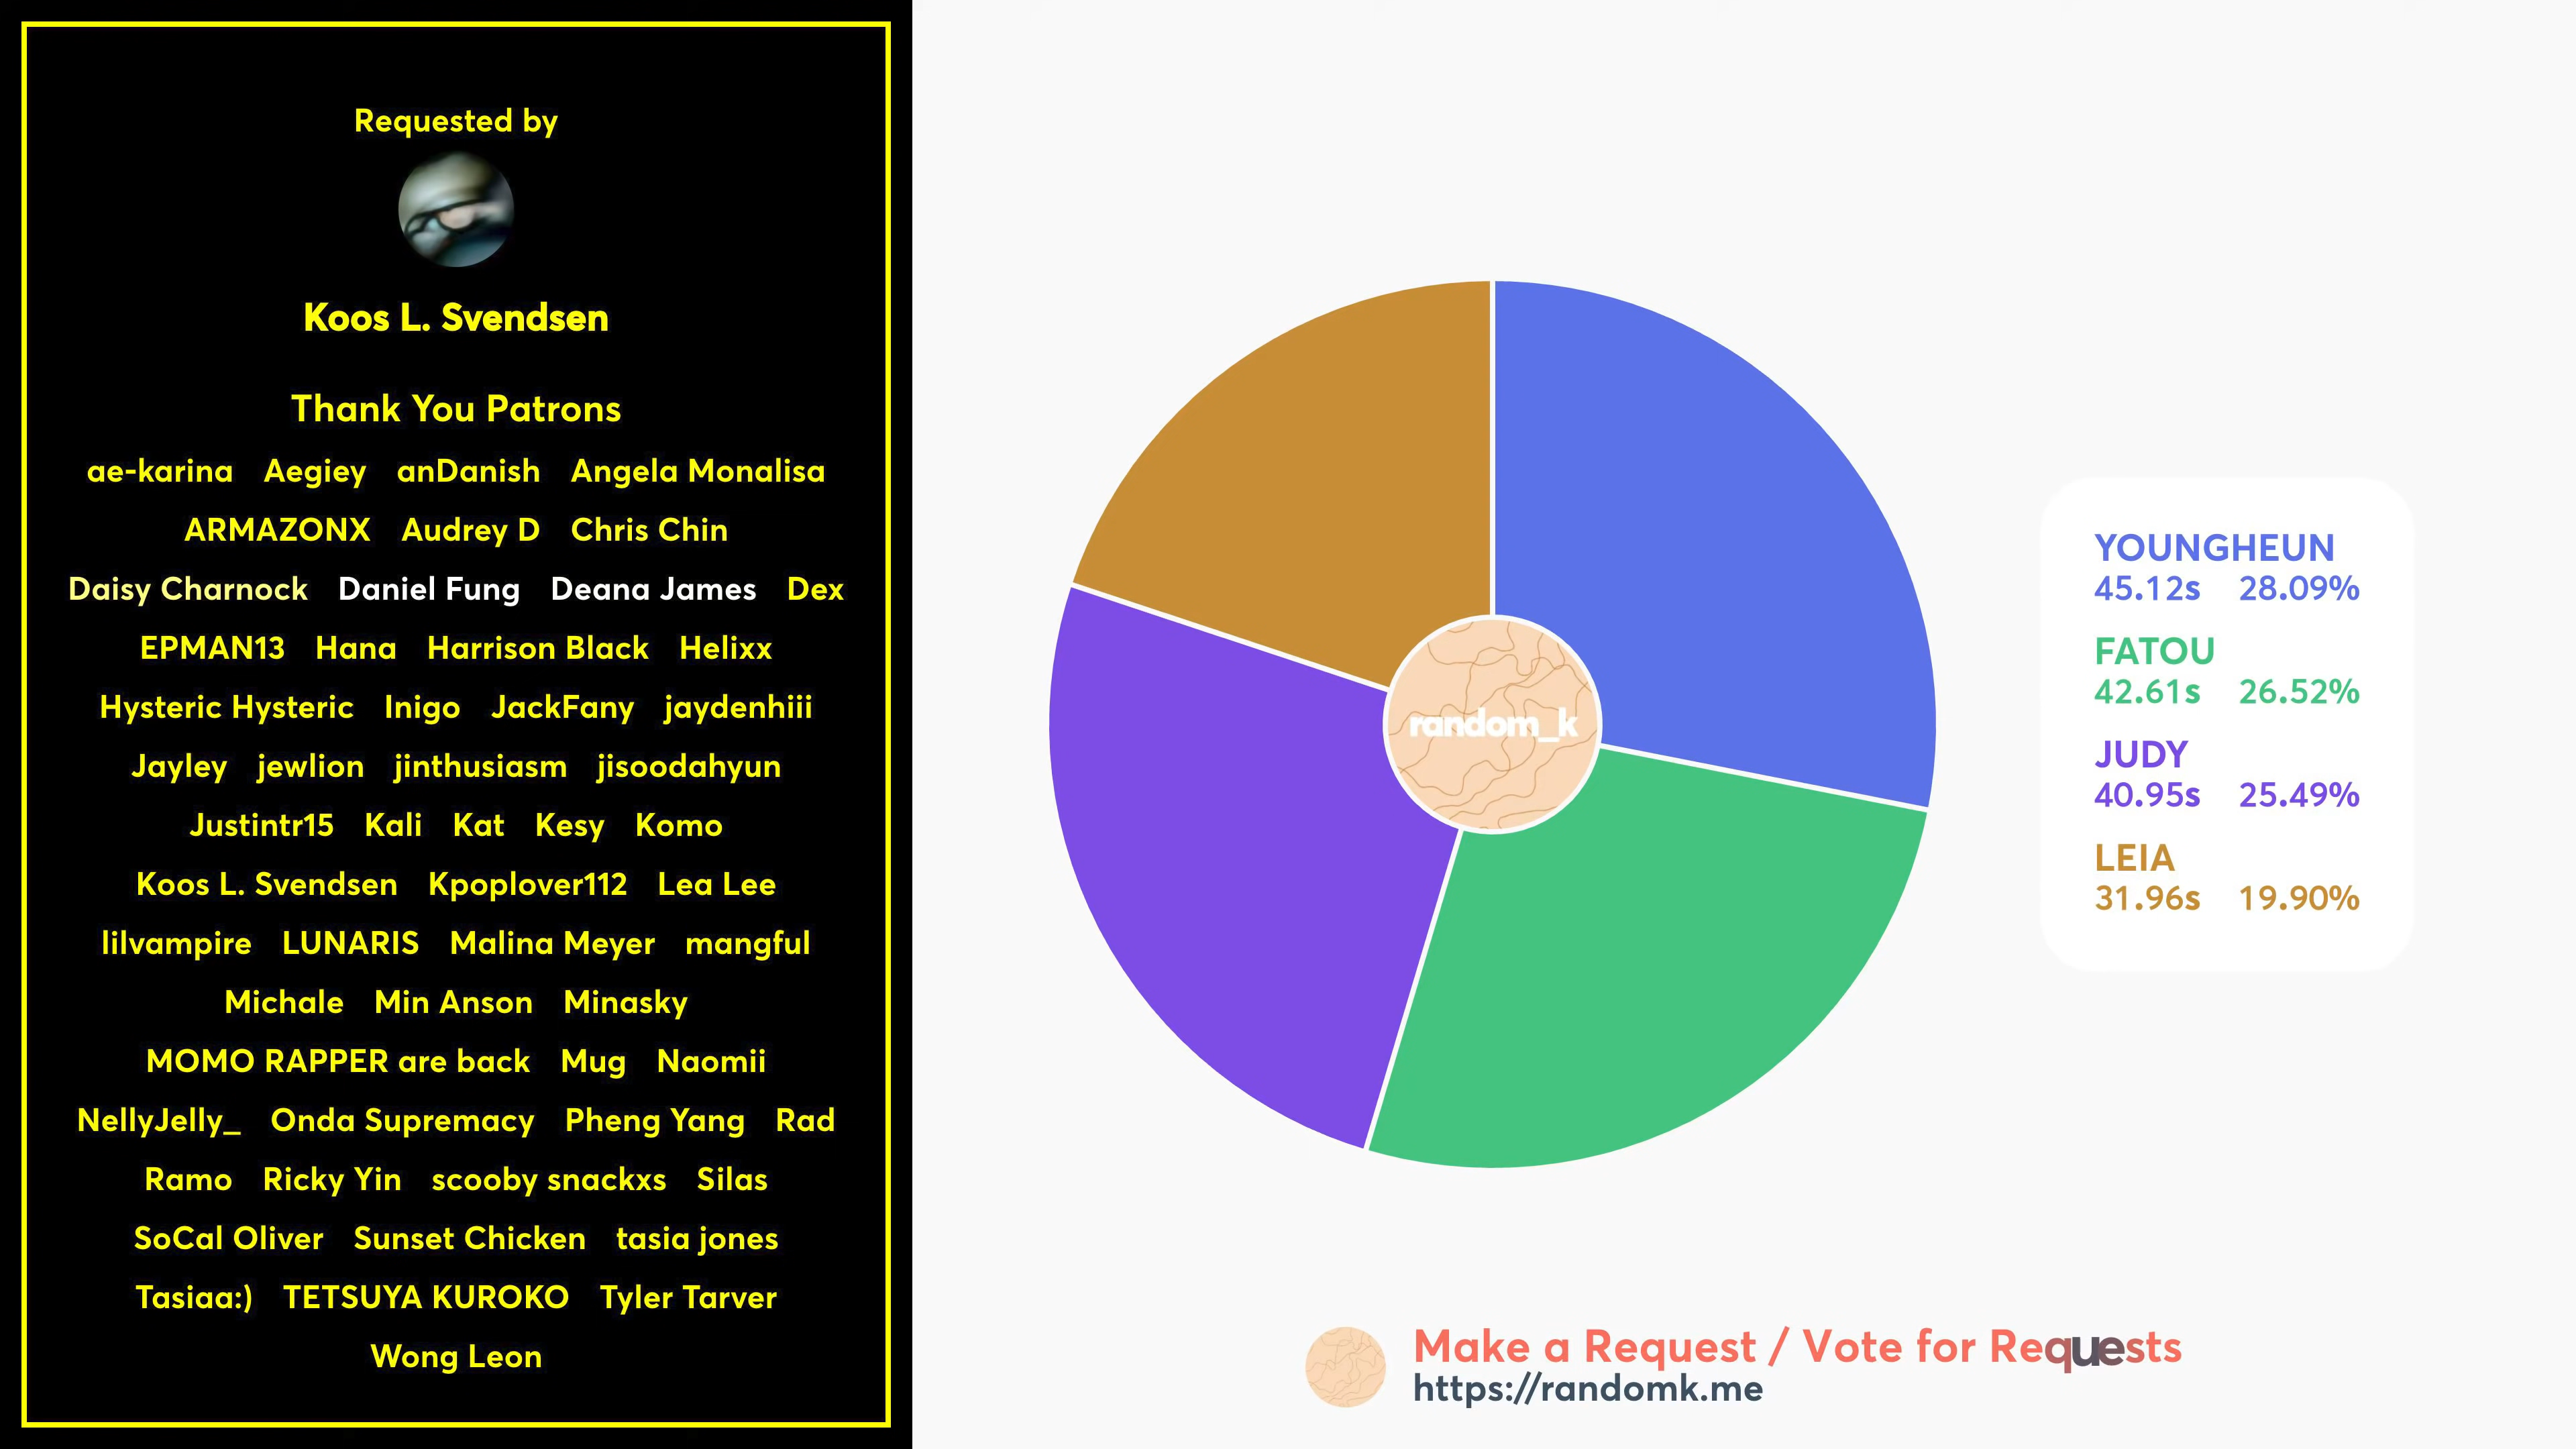 Requested by
Koos L. Svendsen
Thank You Patrons
ae-karina Aegiey anDanish Angela Monalisa
ARMAZONX Audrey D Chris Chin
Daisy Charnock Daniel Fung Deana James Dex
EPMAN13 Hana Harrison Black Helixx
Hysteric Hysteric Inigo JackFany jaydenhiii
Jayley jewlion jinthusiasm jisoodahyun
Justintr15 Kali Kat Kesy Komo
Koos L. Svendsen Kpoplover112 Lea Lee
lilvampire LUNARIS Malina Meyer mangful
Michale Min Anson Minasky
MOMO RAPPER are back Mug Naomii
NellyJelly_ Onda Supremacy Pheng Yang Rad
Ramo Ricky Yin scooby snackxs Silas
SoCal Oliver Sunset Chicken tasia jones
Tasiaa:) TETSUYA KUROKO Tyler Tarver
Wong Leon
random_k
YOUNGHEUN
45.12s 28.09%
FATOU
42.61s 26.52%
JUDY
40.95s 25.49%
LEIA
31.96s 19.90%
Make a Request / Vote for Requests
https://randomk.me